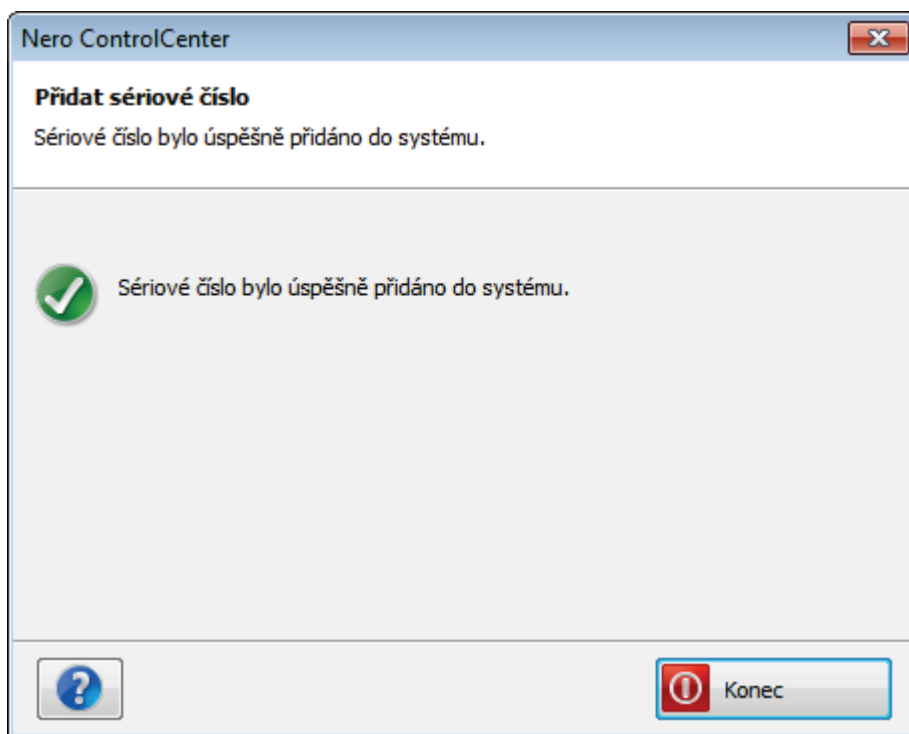 Nero ControlCenter
Přidat sériové číslo
Sériové číslo bylo úspěšně přidáno do systému.
Sériové číslo bylo úspěšně přidáno do systému.
?
Konec